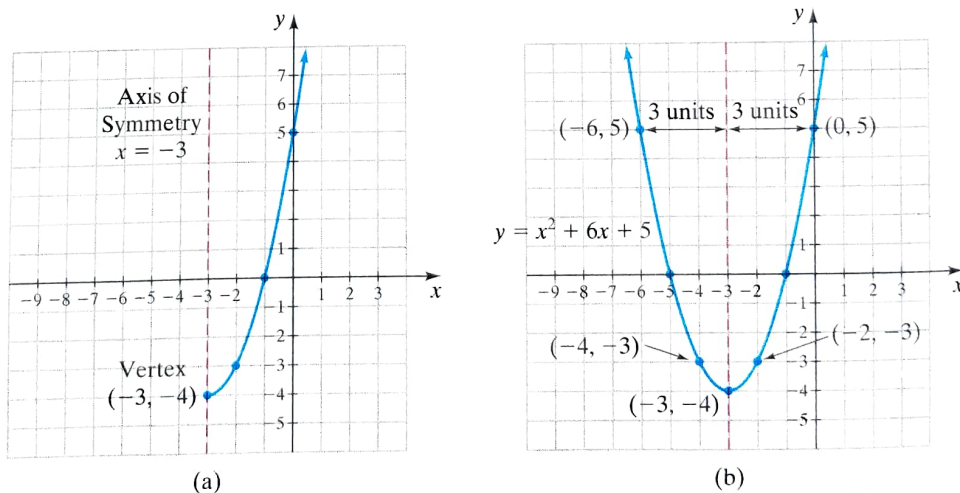 y
7
6
5
Axis of
Symmetry
x = −3
1
−9 −8 −7 −6 −5 −4 −3 −2
1 2 3
x
−1
−2
−3
−4
−5
Vertex
(−3, −4)
(a)
y
7
6
5
3 units
3 units
(−6, 5)
(0, 5)
y = x² + 6x + 5
1
−9 −8 −7 −6 −5 −4 −3 −2
1 2 3
x
−1
−2
−3
−4
−5
(−4, −3)
(−2, −3)
(−3, −4)
(b)